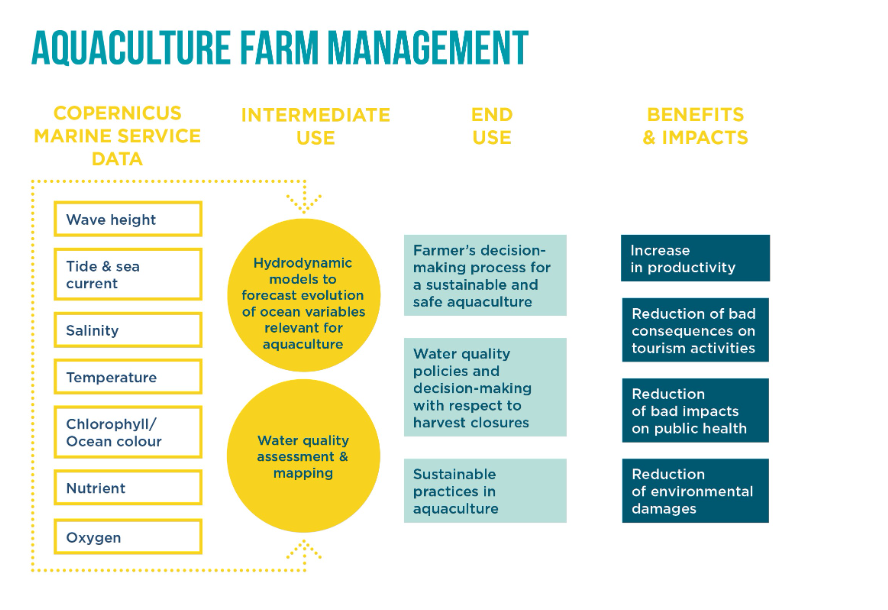 AQUACULTURE FARM MANAGEMENT
COPERNICUS
MARINE SERVICE
DATA
INTERMEDIATE
USE
END
USE
BENEFITS
& IMPACTS
Wave height
Tide & sea
current
Salinity
Temperature
Chlorophyll/
Ocean colour
Nutrient
Oxygen
Hydrodynamic
models to
forecast evolution
of ocean variables
relevant for
aquaculture
Water quality
assessment &
mapping
Farmer's decision-
making process for
a sustainable and
safe aquaculture
Water quality
policies and
decision-making
with respect to
harvest closures
Sustainable
practices in
aquaculture
Increase
in productivity
Reduction of bad
consequences on
tourism activities
Reduction
of bad impacts
on public health
Reduction
of environmental
damages